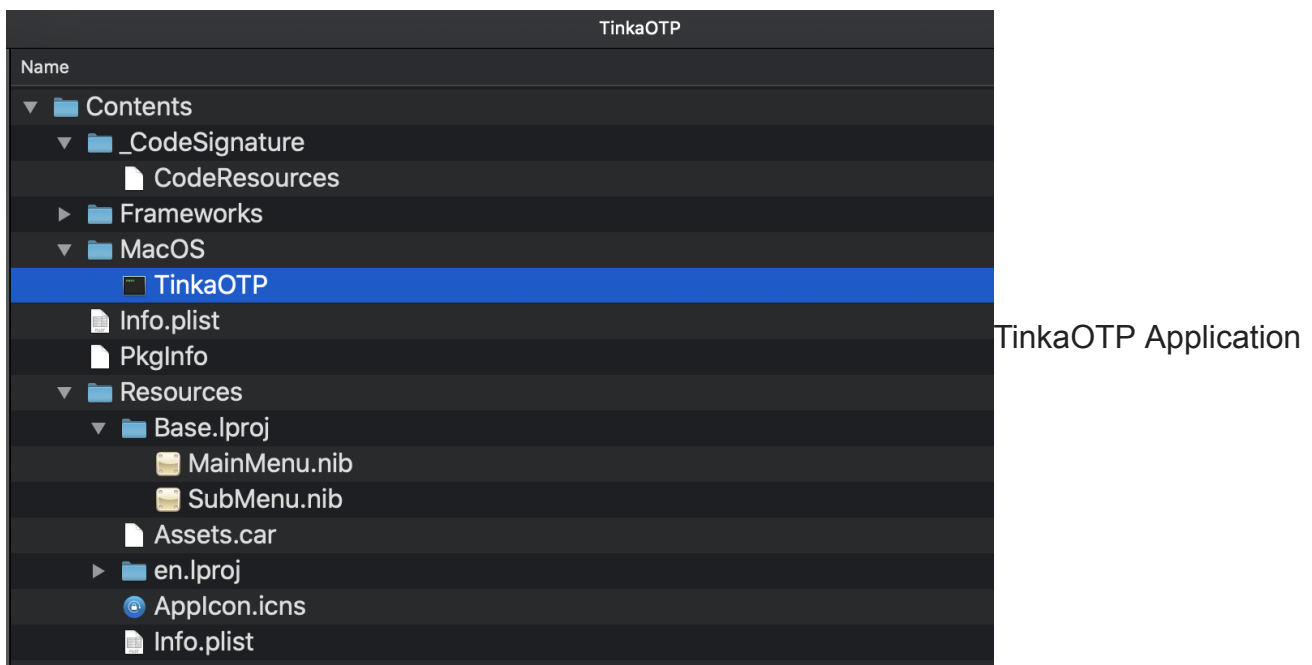 TinkaOTP
Name
Contents
_CodeSignature
CodeResources
Frameworks
MacOS
TinkaOTP
Info.plist
PkgInfo
Resources
Base.lproj
MainMenu.nib
SubMenu.nib
Assets.car
en.lproj
AppIcon.icns
Info.plist
TinkaOTP Application